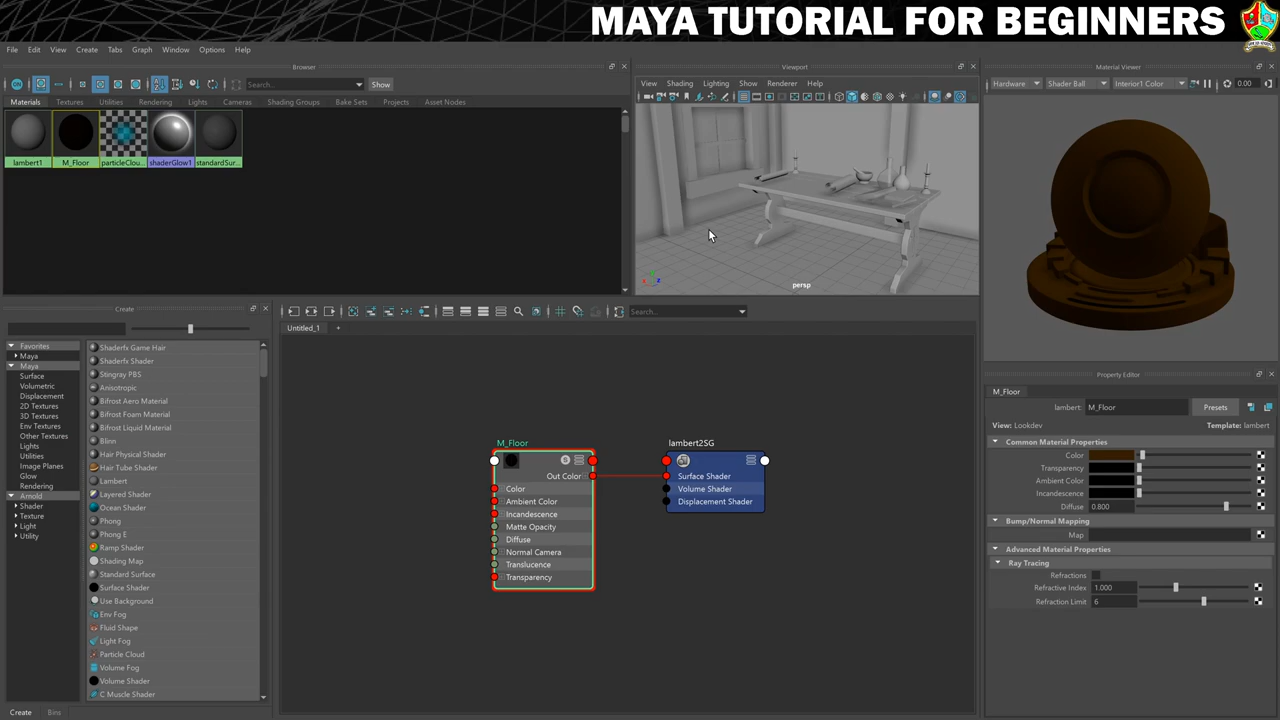 MAYA TUTORIAL FOR BEGINNERS
File Edit View Create Tabs Graph Window Options Help
Browser
Viewport
Material Viewer
Search... Show
View Shading Lighting Show Renderer Panels
Hardware Shader Ball Interior1 Color 0.00
Materials Textures Utilities Rendering Lights Cameras Shading Groups Bake Sets Projects Asset Nodes
lambert1 M_Floor particleClou... shaderGlow1 standardSur...
persp
Create
Search...
Untitled_1 +
Favorites
Maya
Maya
Surface
Volumetric
Displacement
2D Textures
3D Textures
Env Textures
Other Textures
Lights
Utilities
Image Planes
Glow
Rendering
Arnold
Shader
Texture
Light
Utility
Shaderfx Game Hair
Shaderfx Shader
Stingray PBS
Anisotropic
Bifrost Aero Material
Bifrost Foam Material
Bifrost Liquid Material
Blinn
Hair Physical Shader
Hair Tube Shader
Lambert
Layered Shader
Ocean Shader
Phong
Phong E
Ramp Shader
Shading Map
Standard Surface
Surface Shader
Use Background
Env Fog
Fluid Shape
Light Fog
Particle Cloud
Volume Fog
Volume Shader
C Muscle Shader
Create Bins
M_Floor
S
Out Color
Color
Ambient Color
Incandescence
Matte Opacity
Diffuse
Normal Camera
Translucence
Transparency
lambert2SG
Surface Shader
Volume Shader
Displacement Shader
Property Editor
M_Floor
lambert: M_Floor Presets
View: Lookdev Template: lambert
Common Material Properties
Color
Transparency
Ambient Color
Incandescence
Diffuse 0.800
Bump/Normal Mapping
Map
Advanced Material Properties
Ray Tracing
Refractions
Refractive Index 1.000
Refraction Limit 6